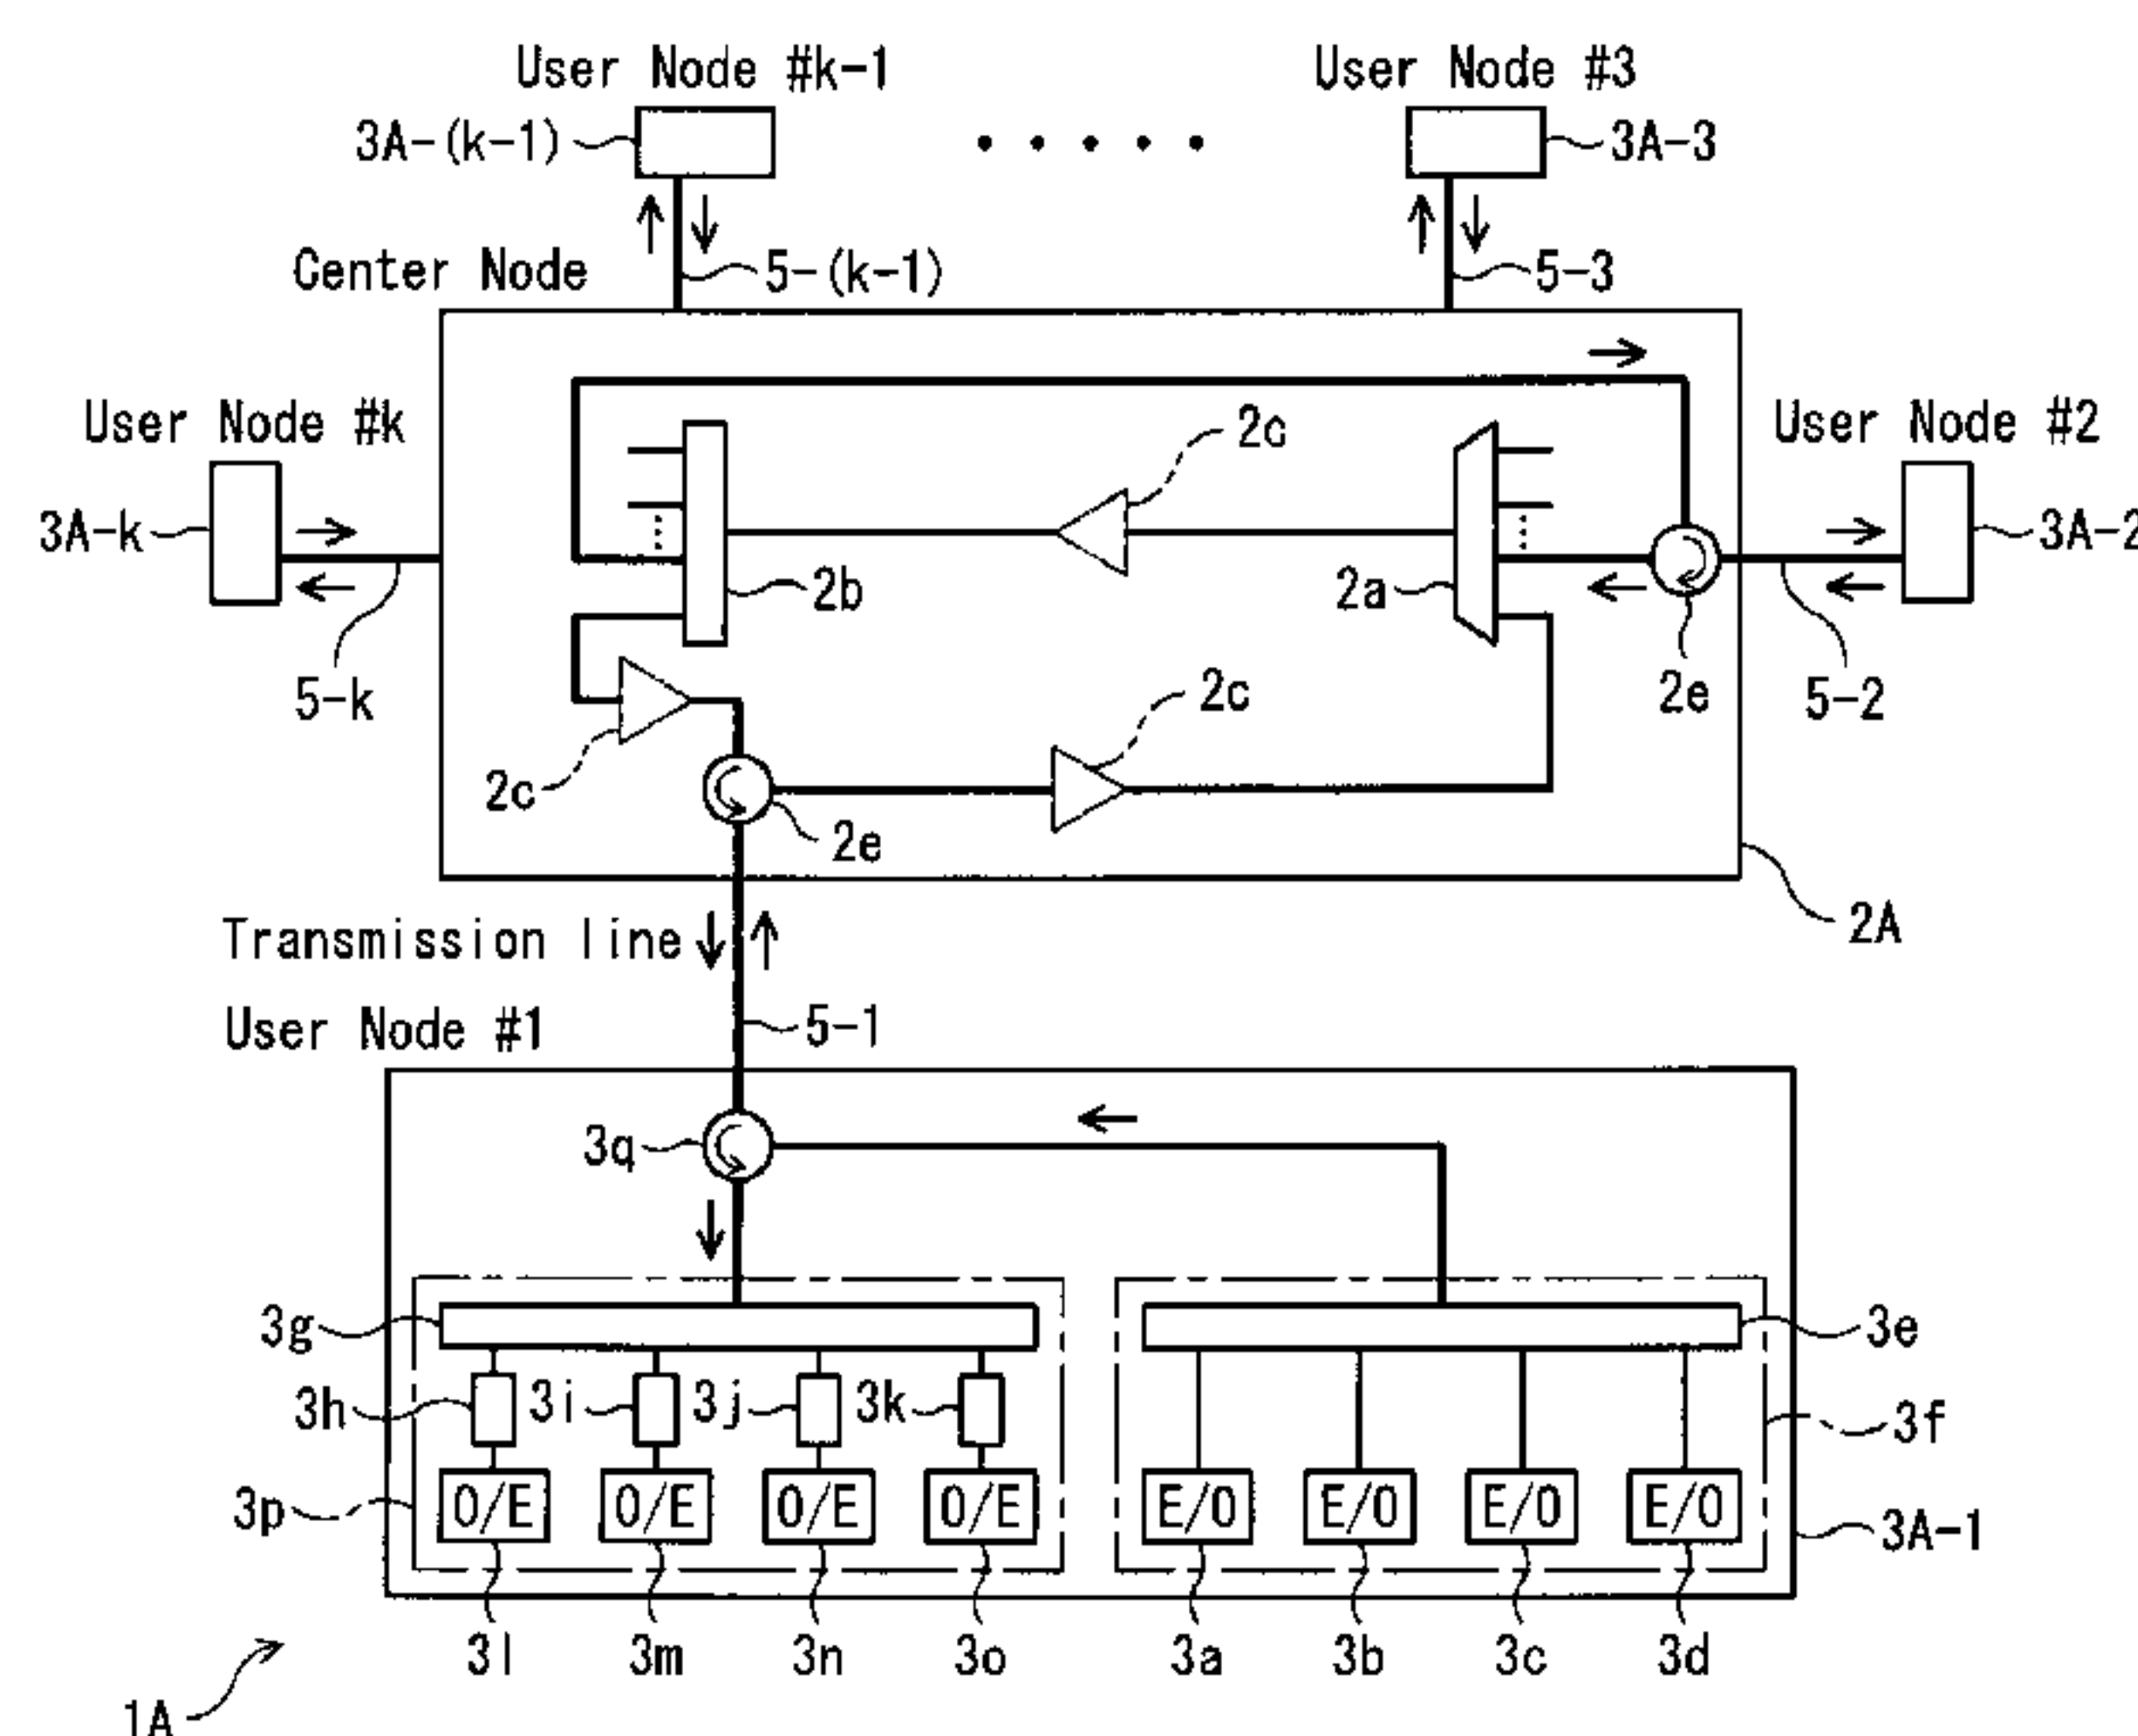 User Node #k-1
User Node #3
3A-(k-1)
3A-3
Center Node
5-(k-1)
5-3
User Node #k
2c
User Node #2
3A-k
3A-2
2b
2a
5-k
2c
2e
5-2
2c
2e
2A
Transmission line
User Node #1
5-1
3q
3g
3e
3h
3i
3j
3k
3f
3p
O/E
O/E
O/E
O/E
E/O
E/O
E/O
E/O
3A-1
3l
3m
3n
3o
3a
3b
3c
3d
1A